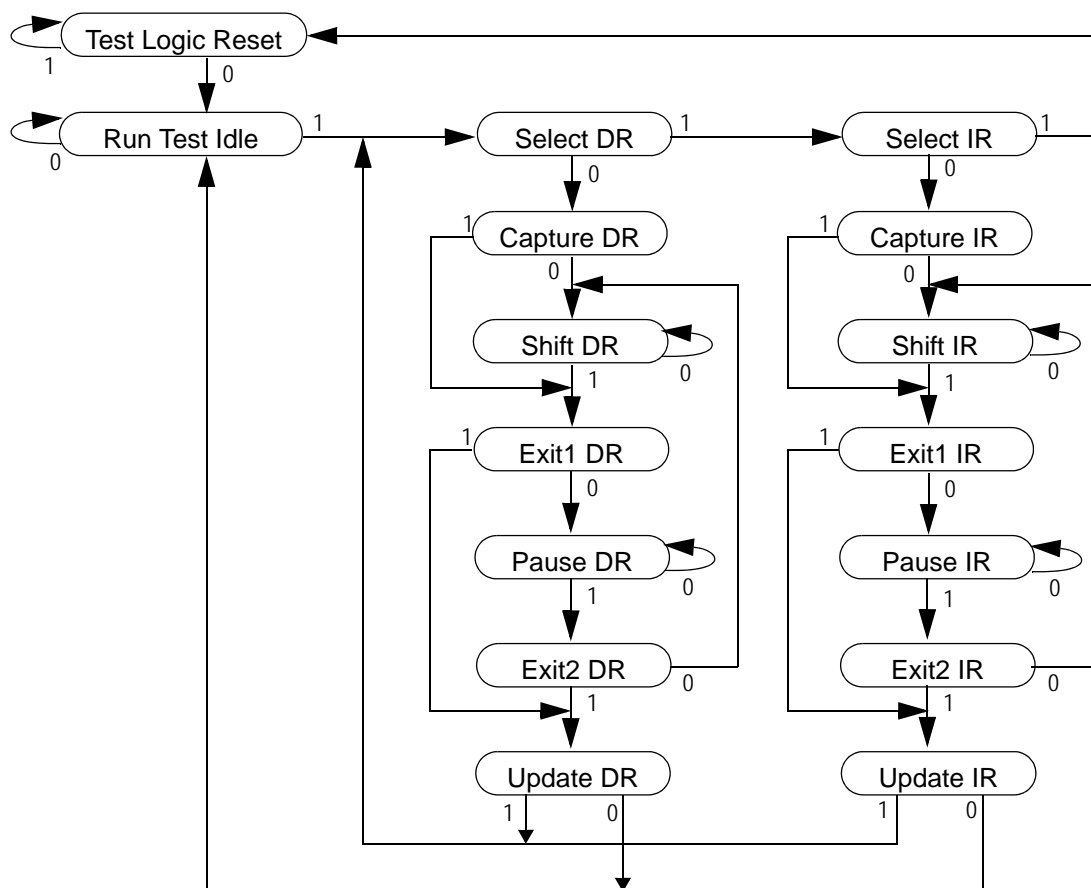 Test Logic Reset
1
0
Run Test Idle
1
Select DR
1
Select IR
1
0
0
0
1
Capture DR
1
Capture IR
0
0
Shift DR
0
Shift IR
0
1
1
1
Exit1 DR
1
Exit1 IR
0
0
Pause DR
0
Pause IR
0
1
1
Exit2 DR
0
Exit2 IR
0
1
1
Update DR
Update IR
1
0
1
0